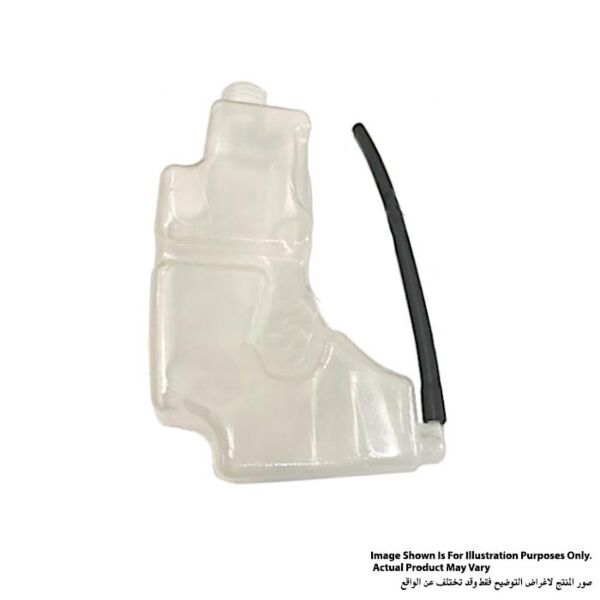 Image Shown Is For Illustration Purposes Only.
Actual Product May Vary
صور المنتج لاغراض التوضيح فقط وقد تختلف عن الواقع